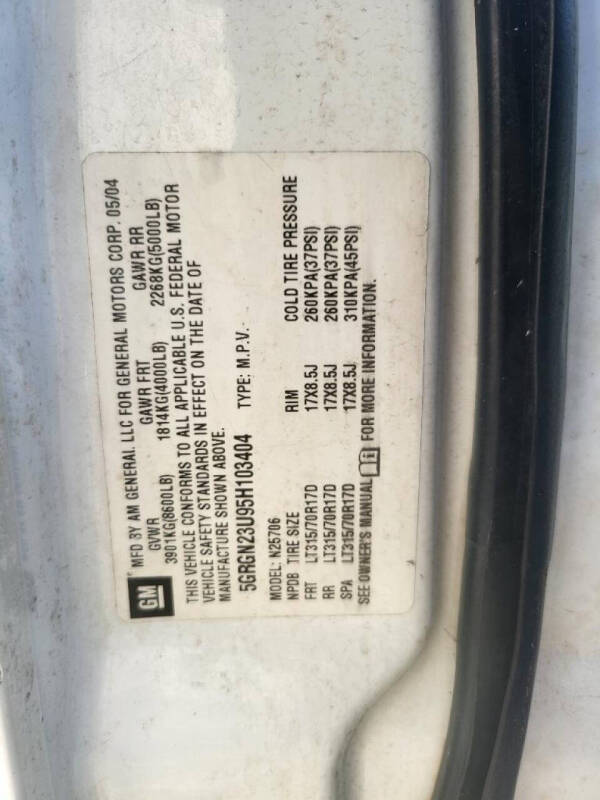 GM
MFD BY AM GENERAL LLC FOR GENERAL MOTORS CORP. 05/04
GVWR GAWR FRT GAWR RR
3901KG(8600LB) 1814KG(4000LB) 2268KG(5000LB)
THIS VEHICLE CONFORMS TO ALL APPLICABLE U.S. FEDERAL MOTOR
VEHICLE SAFETY STANDARDS IN EFFECT ON THE DATE OF
MANUFACTURE SHOWN ABOVE.
5GRGN23U95H103404 TYPE: M.P.V.
MODEL: N25706
NPDB TIRE SIZE RIM COLD TIRE PRESSURE
FRT LT315/70R17D 17X8.5J 260KPA(37PSI)
RR LT315/70R17D 17X8.5J 260KPA(37PSI)
SPA LT315/70R17D 17X8.5J 310KPA(45PSI)
SEE OWNER'S MANUAL FOR MORE INFORMATION.